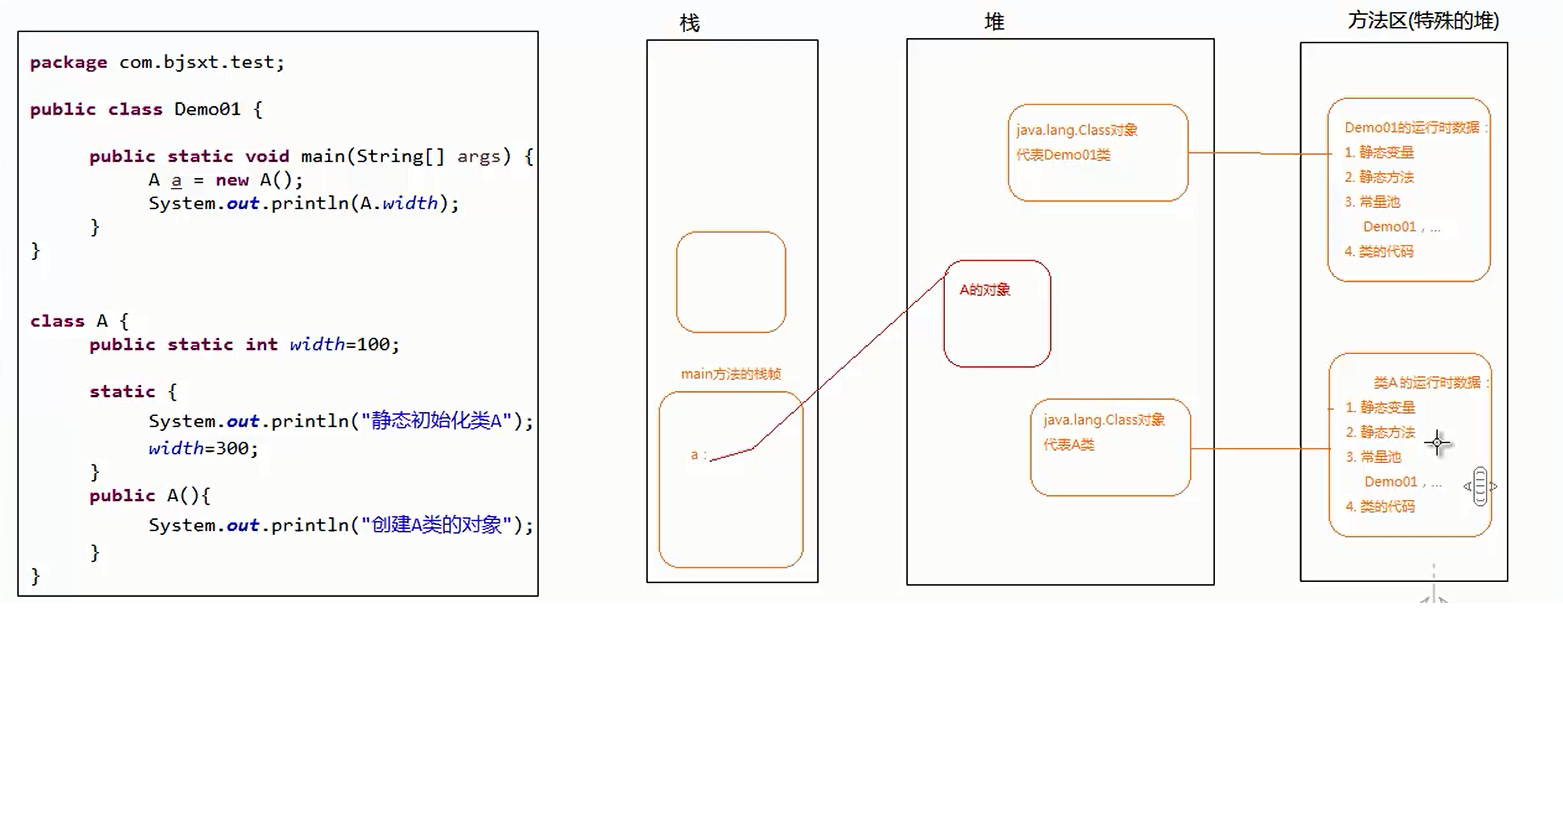 package com.bjsxt.test;
public class Demo01 {
public static void main(String[] args) {
A a = new A();
System.out.println(A.width);
}
}
class A {
public static int width=100;
static {
System.out.println("静态初始化类A");
width=300;
}
public A(){
System.out.println("创建A类的对象");
}
}
栈
main方法的栈帧
a：
堆
java.lang.Class对象
代表Demo01类
A的对象
java.lang.Class对象
代表A类
方法区(特殊的堆)
Demo01的运行时数据：
1. 静态变量
2. 静态方法
3. 常量池
Demo01，...
4. 类的代码
类A的运行时数据：
1. 静态变量
2. 静态方法
3. 常量池
Demo01，...
4. 类的代码